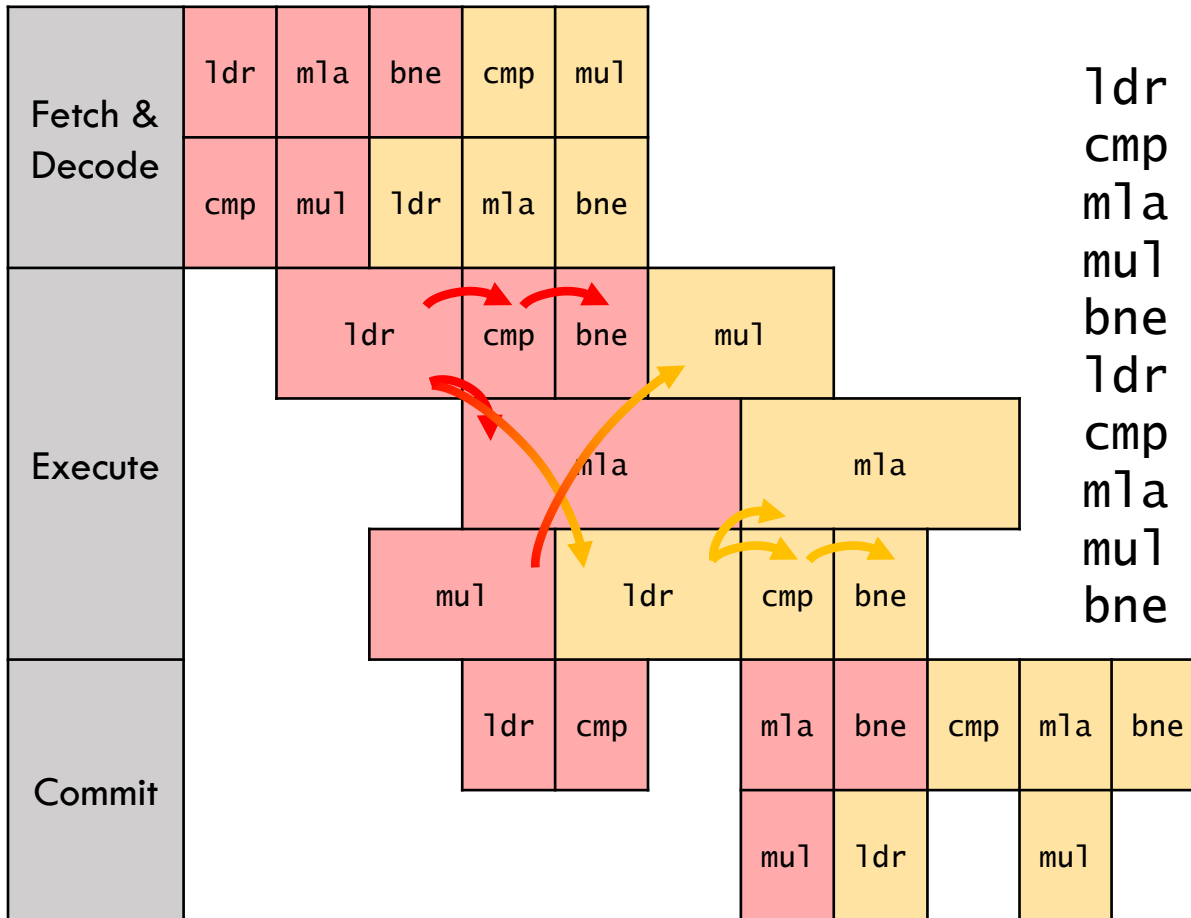 Fetch &
Decode
ldr mla bne cmp mul
cmp mul ldr mla bne
Execute
ldr cmp bne mul
mla mla
mul ldr cmp bne
Commit
ldr cmp mla bne cmp mla bne
mul ldr mul
ldr
cmp
mla
mul
bne
ldr
cmp
mla
mul
bne